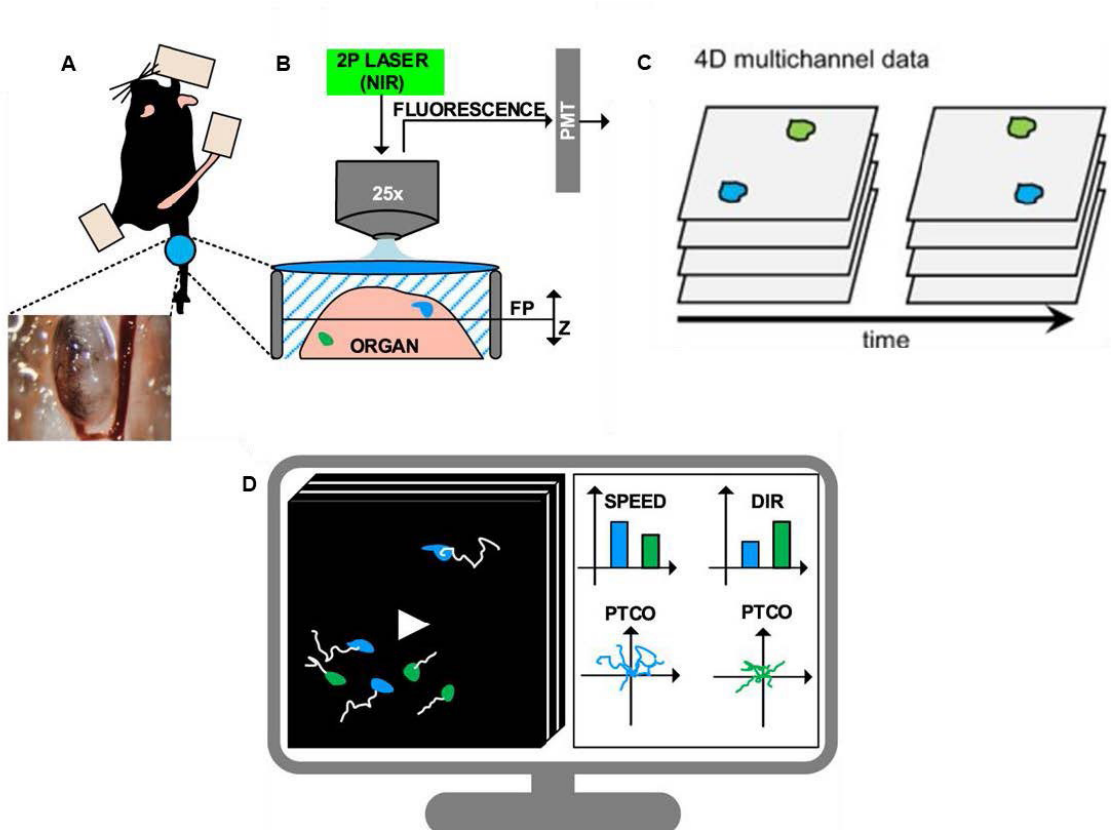 A
B
2P LASER
(NIR)
FLUORESCENCE
PMT
25x
FP
Z
ORGAN
C
4D multichannel data
time
D
SPEED
DIR
PTCO
PTCO